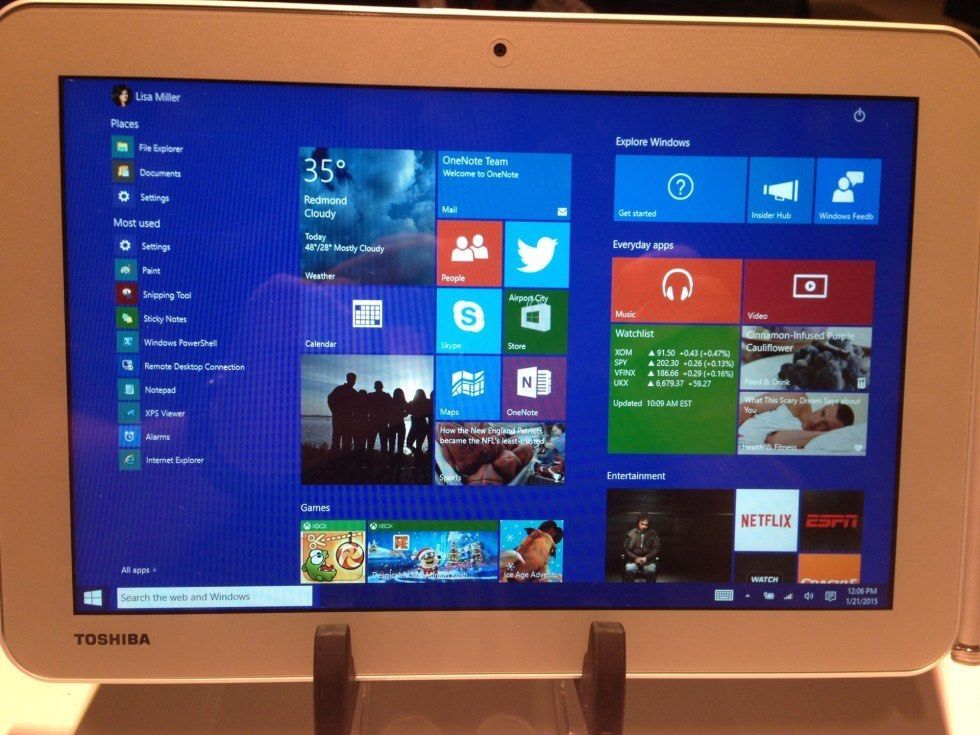 Lisa Miller
Places
File Explorer
Documents
Settings
Most used
Settings
Paint
Snipping Tool
Sticky Notes
Windows PowerShell
Remote Desktop Connection
Notepad
XPS Viewer
Alarms
Internet Explorer
All apps
35°
Redmond
Cloudy
Today
48°/28° Mostly Cloudy
Weather
OneNote Team
Welcome to OneNote
Mail
People
Calendar
Skype
Airport City
Store
Maps
OneNote
How the New England Patriots
became the NFL's least-trusted
Sports
Games
XBOX
XBOX
Despicable Me: Minion Rush
Ice Age Adventu
Explore Windows
Get started
Insider Hub
Windows Feedb
Everyday apps
Music
Video
Watchlist
XOM ▲ 91.50 +0.43 (+0.47%)
SPY ▲ 202.30 +0.26 (+0.13%)
VFINX ▲ 186.66 +0.29 (+0.16%)
UKX ▲ 6,679.37 +59.27
Updated 10:09 AM EST
Cinnamon-Infused Purple
Cauliflower
Food & Drink
What This Scary Dream Says about
You
Health & Fitness
Entertainment
NETFLIX
ESPN
WATCH
CRACKLE
Search the web and Windows
12:06 PM
1/21/2015
TOSHIBA